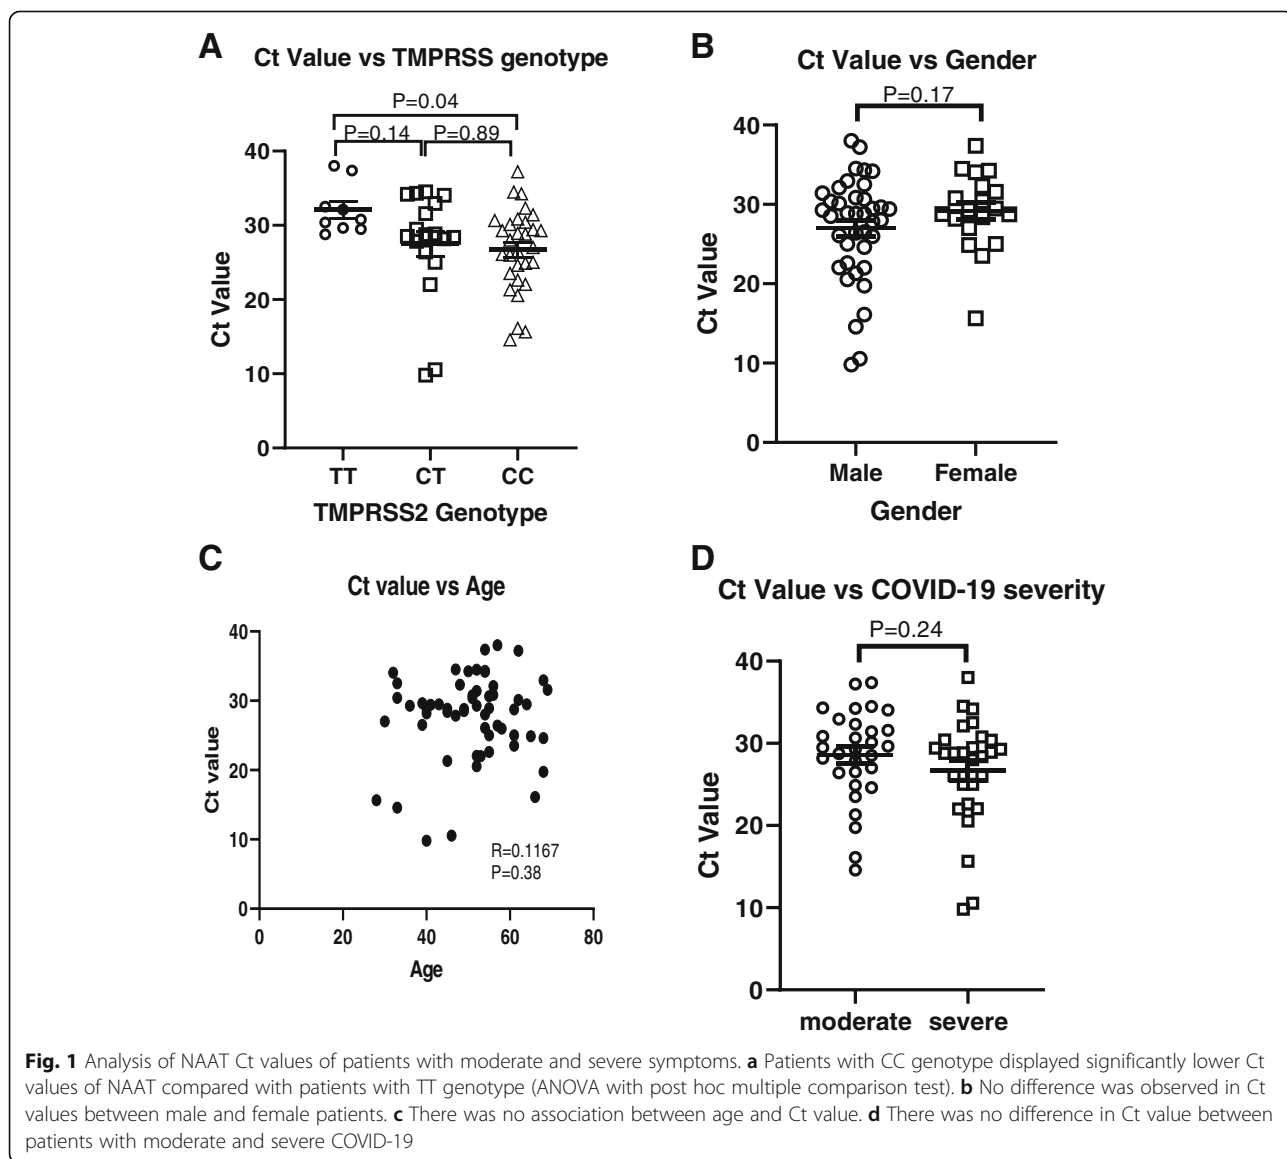 A
Ct Value vs TMPRSS genotype
P=0.04
P=0.14
P=0.89
40
30
20
10
0
Ct Value
TT
CT
CC
TMPRSS2 Genotype
B
Ct Value vs Gender
P=0.17
40
30
20
10
0
Ct Value
Male
Female
Gender
C
Ct value vs Age
40
30
20
10
0
Ct value
R=0.1167
P=0.38
0
20
40
60
80
Age
D
Ct Value vs COVID-19 severity
P=0.24
40
30
20
10
0
Ct Value
moderate
severe
Fig. 1 Analysis of NAAT Ct values of patients with moderate and severe symptoms. a Patients with CC genotype displayed significantly lower Ct
values of NAAT compared with patients with TT genotype (ANOVA with post hoc multiple comparison test). b No difference was observed in Ct
values between male and female patients. c There was no association between age and Ct value. d There was no difference in Ct value between
patients with moderate and severe COVID-19